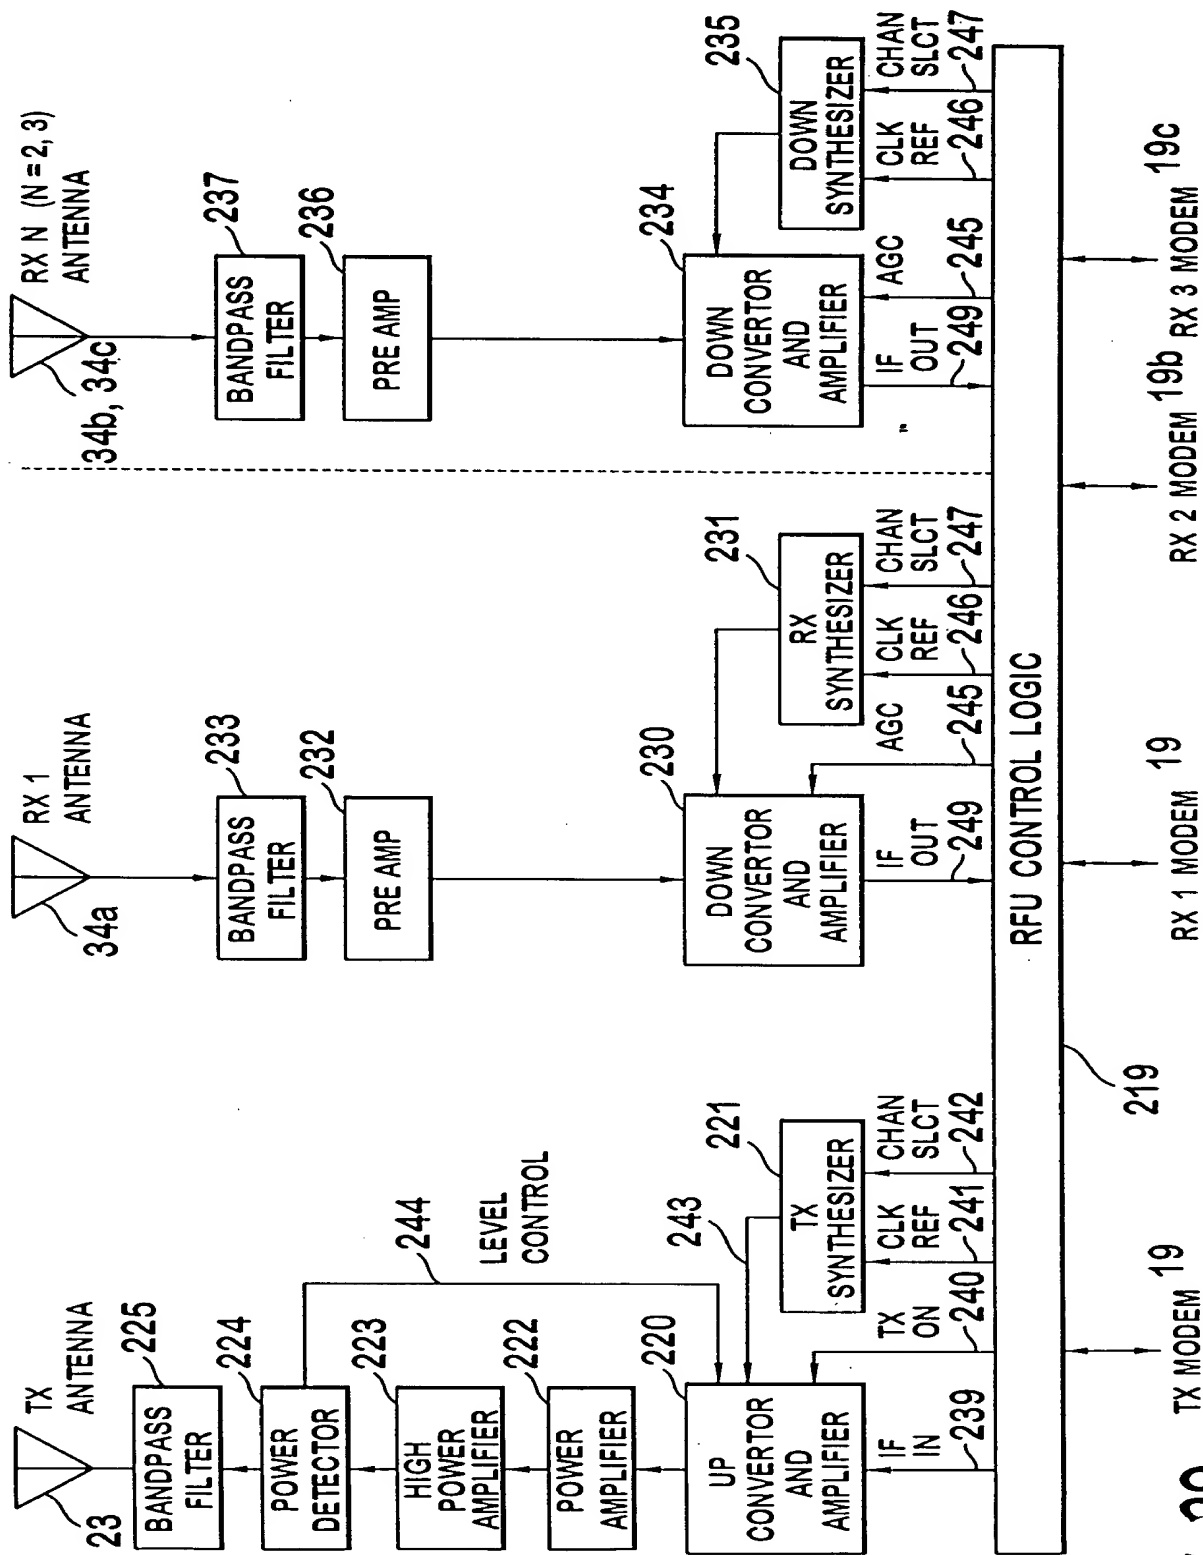 TX
ANTENNA
23
BANDPASS
FILTER
225
POWER
DETECTOR
224
244
LEVEL
CONTROL
HIGH
POWER
AMPLIFIER
223
POWER
AMPLIFIER
222
UP
CONVERTOR
AND
AMPLIFIER
220
243
TX
SYNTHESIZER
221
IF
IN
239
TX
ON
240
CLK
REF
241
CHAN
SLCT
242
RX 1
ANTENNA
34a
BANDPASS
FILTER
233
PRE AMP
232
DOWN
CONVERTOR
AND
AMPLIFIER
230
RX
SYNTHESIZER
231
IF
OUT
249
AGC
245
CLK
REF
246
CHAN
SLCT
247
RX N (N = 2, 3)
ANTENNA
34b, 34c
BANDPASS
FILTER
237
PRE AMP
236
DOWN
CONVERTOR
AND
AMPLIFIER
234
DOWN
SYNTHESIZER
235
IF
OUT
249
AGC
245
CLK
REF
246
CHAN
SLCT
247
RFU CONTROL LOGIC
219
TX MODEM 19
RX 1 MODEM 19
RX 2 MODEM 19b
RX 3 MODEM 19c